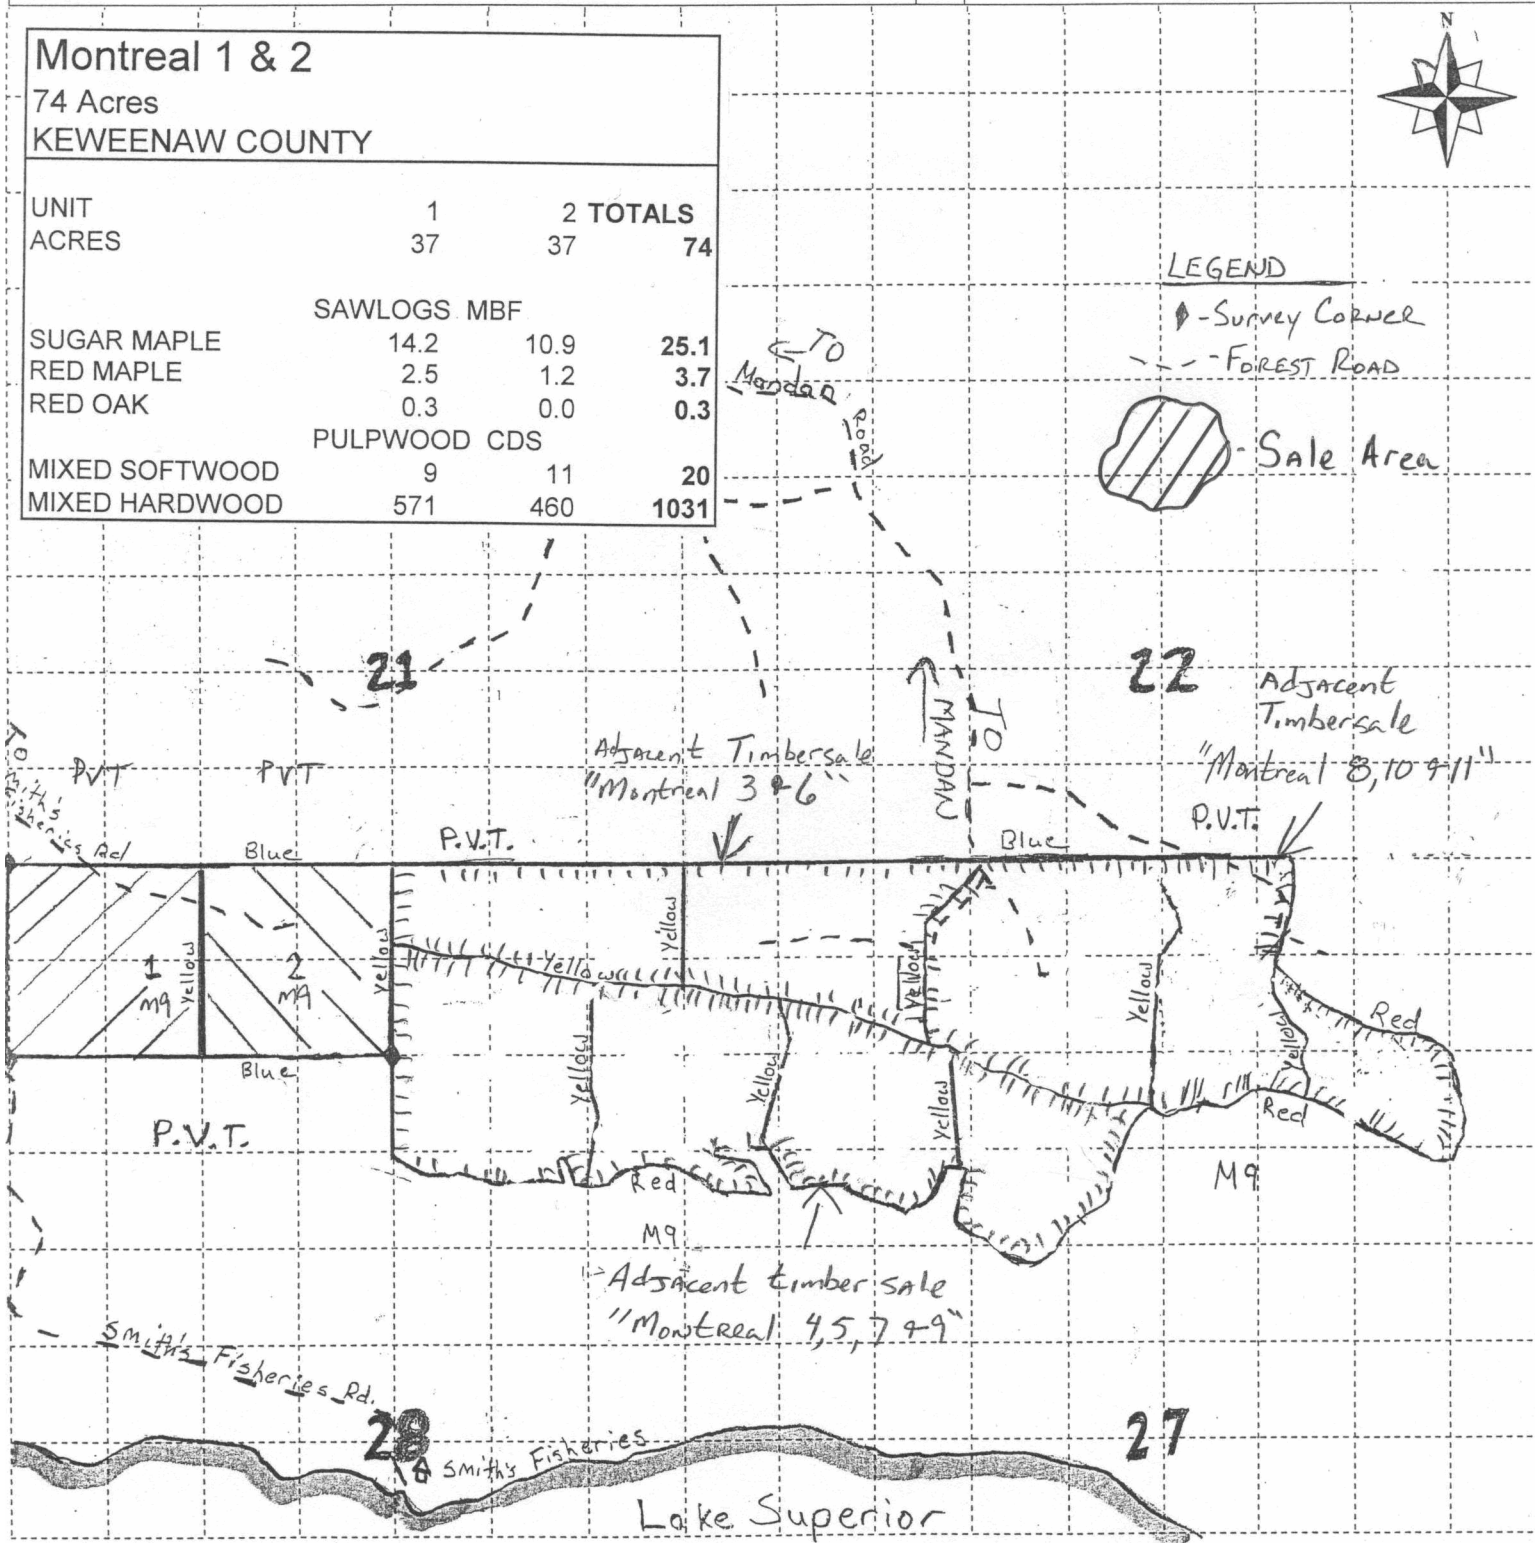 Montreal 1 & 2
74 Acres
KEWEENAW COUNTY
UNIT 1 2 TOTALS
ACRES 37 37 74
SAWLOGS MBF
SUGAR MAPLE 14.2 10.9 25.1
RED MAPLE 2.5 1.2 3.7
RED OAK 0.3 0.0 0.3
PULPWOOD CDS
MIXED SOFTWOOD 9 11 20
MIXED HARDWOOD 571 460 1031
N
LEGEND
- Survey Corner
- FOREST ROAD
- Sale Area
← TO
Mandan
ROAD
21
22
TO
MANDAN
Adjacent
Timbersale
"Montreal 8,10 & 11"
P.V.T.
Adjacent Timbersale
"Montreal 3 & 6"
PVT
PVT
Rd
Blue
P.V.T.
Blue
1
M9
Yellow
2
M9
Yellow
Yellow
Yellow
Yellow
Yellow
Yellow
Red
Yellow
Yellow
Yellow
Yellow
Blue
P.V.T.
Red
Red
M9
M9
Adjacent timber sale
"Montreal 4,5,7 & 9"
Smith's Fisheries Rd.
28
27
Smith's Fisheries
Lake Superior